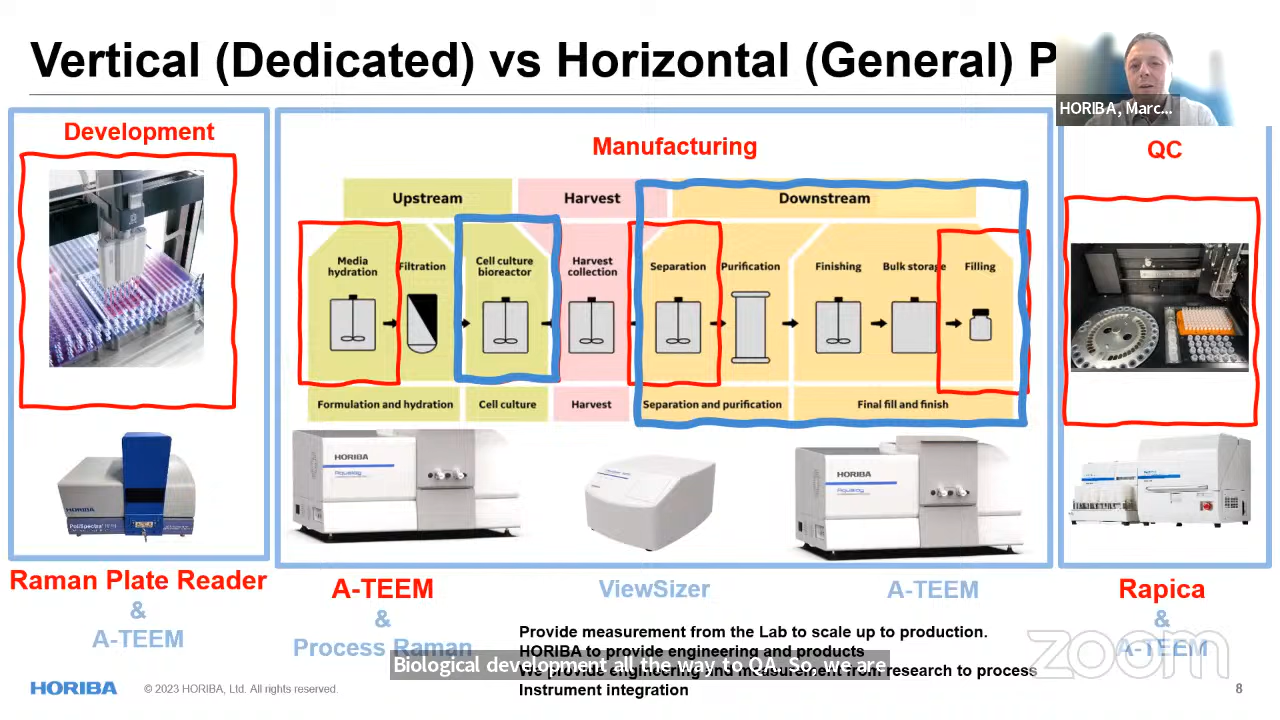 Vertical (Dedicated) vs Horizontal (General) P
HORIBA, Marc...
Development
Manufacturing
QC
Upstream
Harvest
Downstream
Media
hydration
Filtration
Cell culture
bioreactor
Harvest
collection
Separation
Purification
Finishing
Bulk storage
Filling
Formulation and hydration
Cell culture
Harvest
Separation and purification
Final fill and finish
HORIBA
HORIBA
Aqualog
HORIBA
Aqualog
Raman Plate Reader
&
A-TEEM
A-TEEM
&
Process Raman
ViewSizer
A-TEEM
Rapica
&
A-TEEM
Provide measurement from the Lab to scale up to production.
HORIBA to provide engineering and products
We provide engineering and measurement from research to process
Instrument integration
Biological development all the way to QA. So, we are
zoom
HORIBA
© 2023 HORIBA, Ltd. All rights reserved.
8